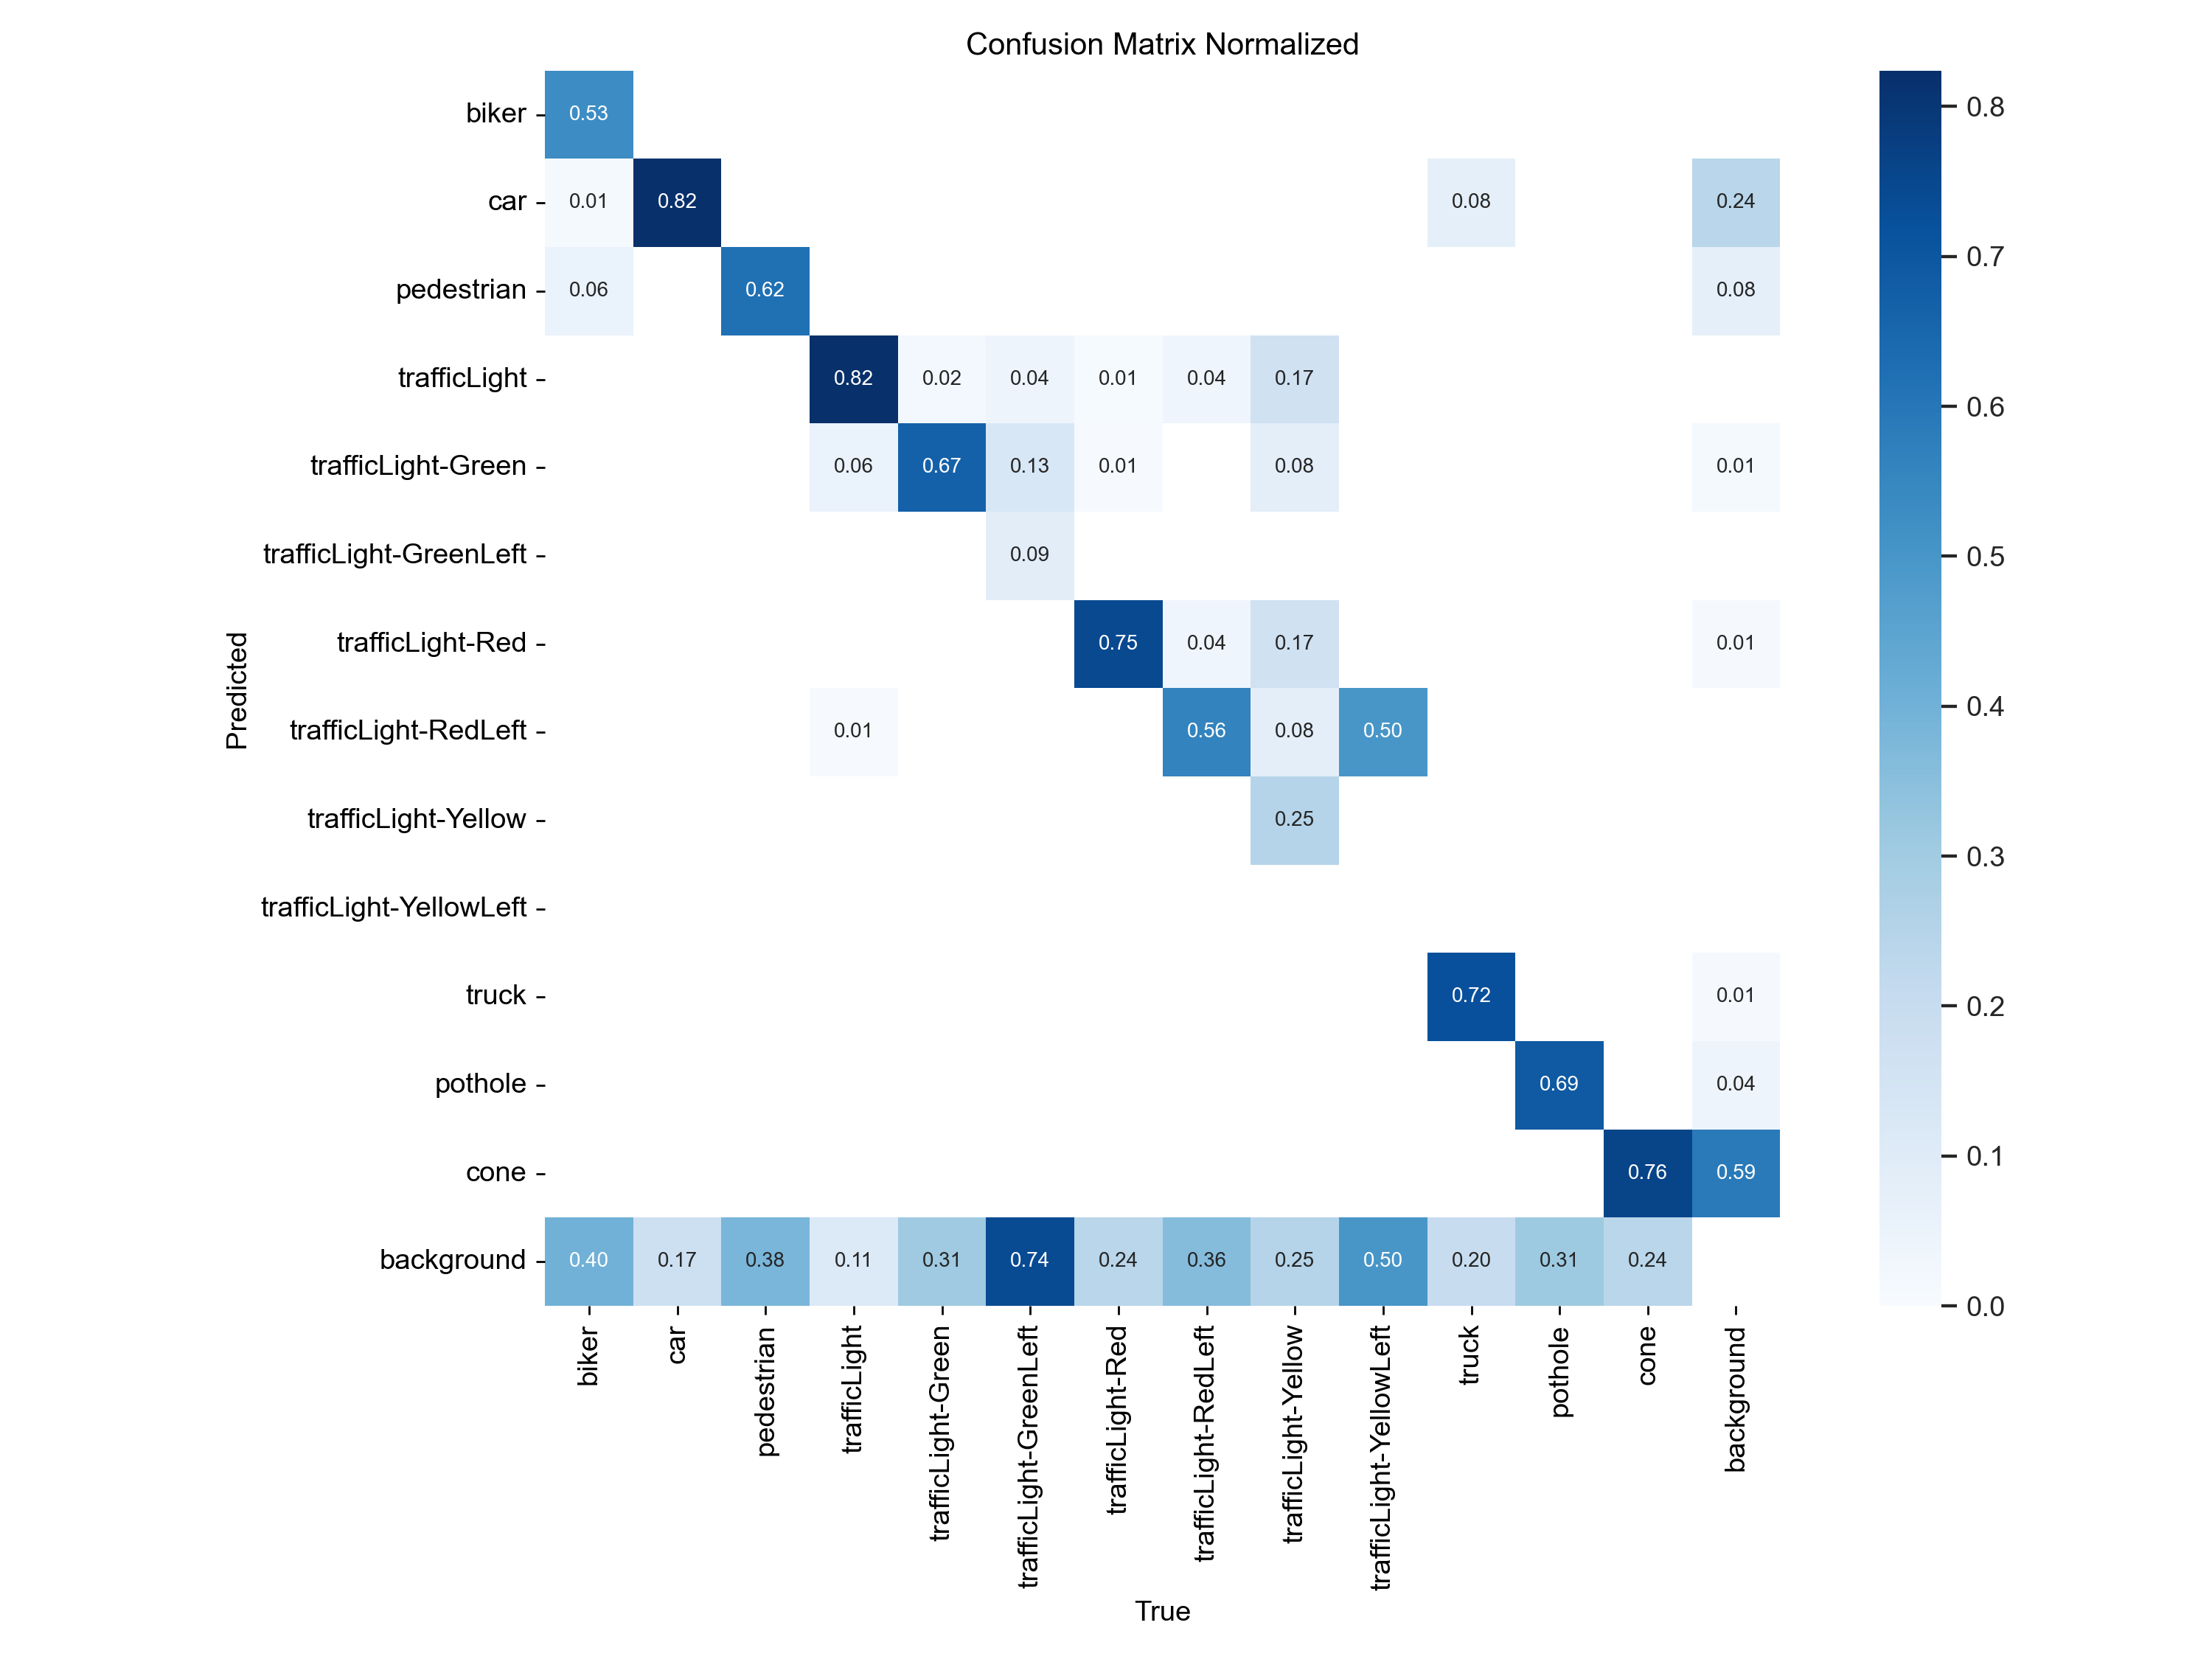 Confusion Matrix Normalized
biker 0.53
car 0.01 0.82 0.08 0.24
pedestrian 0.06 0.62 0.08
trafficLight 0.82 0.02 0.04 0.01 0.04 0.17
trafficLight-Green 0.06 0.67 0.13 0.01 0.08 0.01
trafficLight-GreenLeft 0.09
trafficLight-Red 0.75 0.04 0.17 0.01
trafficLight-RedLeft 0.01 0.56 0.08 0.50
trafficLight-Yellow 0.25
trafficLight-YellowLeft
truck 0.72 0.01
pothole 0.69 0.04
cone 0.76 0.59
background 0.40 0.17 0.38 0.11 0.31 0.74 0.24 0.36 0.25 0.50 0.20 0.31 0.24
Predicted
biker
car
pedestrian
trafficLight
trafficLight-Green
trafficLight-GreenLeft
trafficLight-Red
trafficLight-RedLeft
trafficLight-Yellow
trafficLight-YellowLeft
truck
pothole
cone
background
True
0.8
0.7
0.6
0.5
0.4
0.3
0.2
0.1
0.0